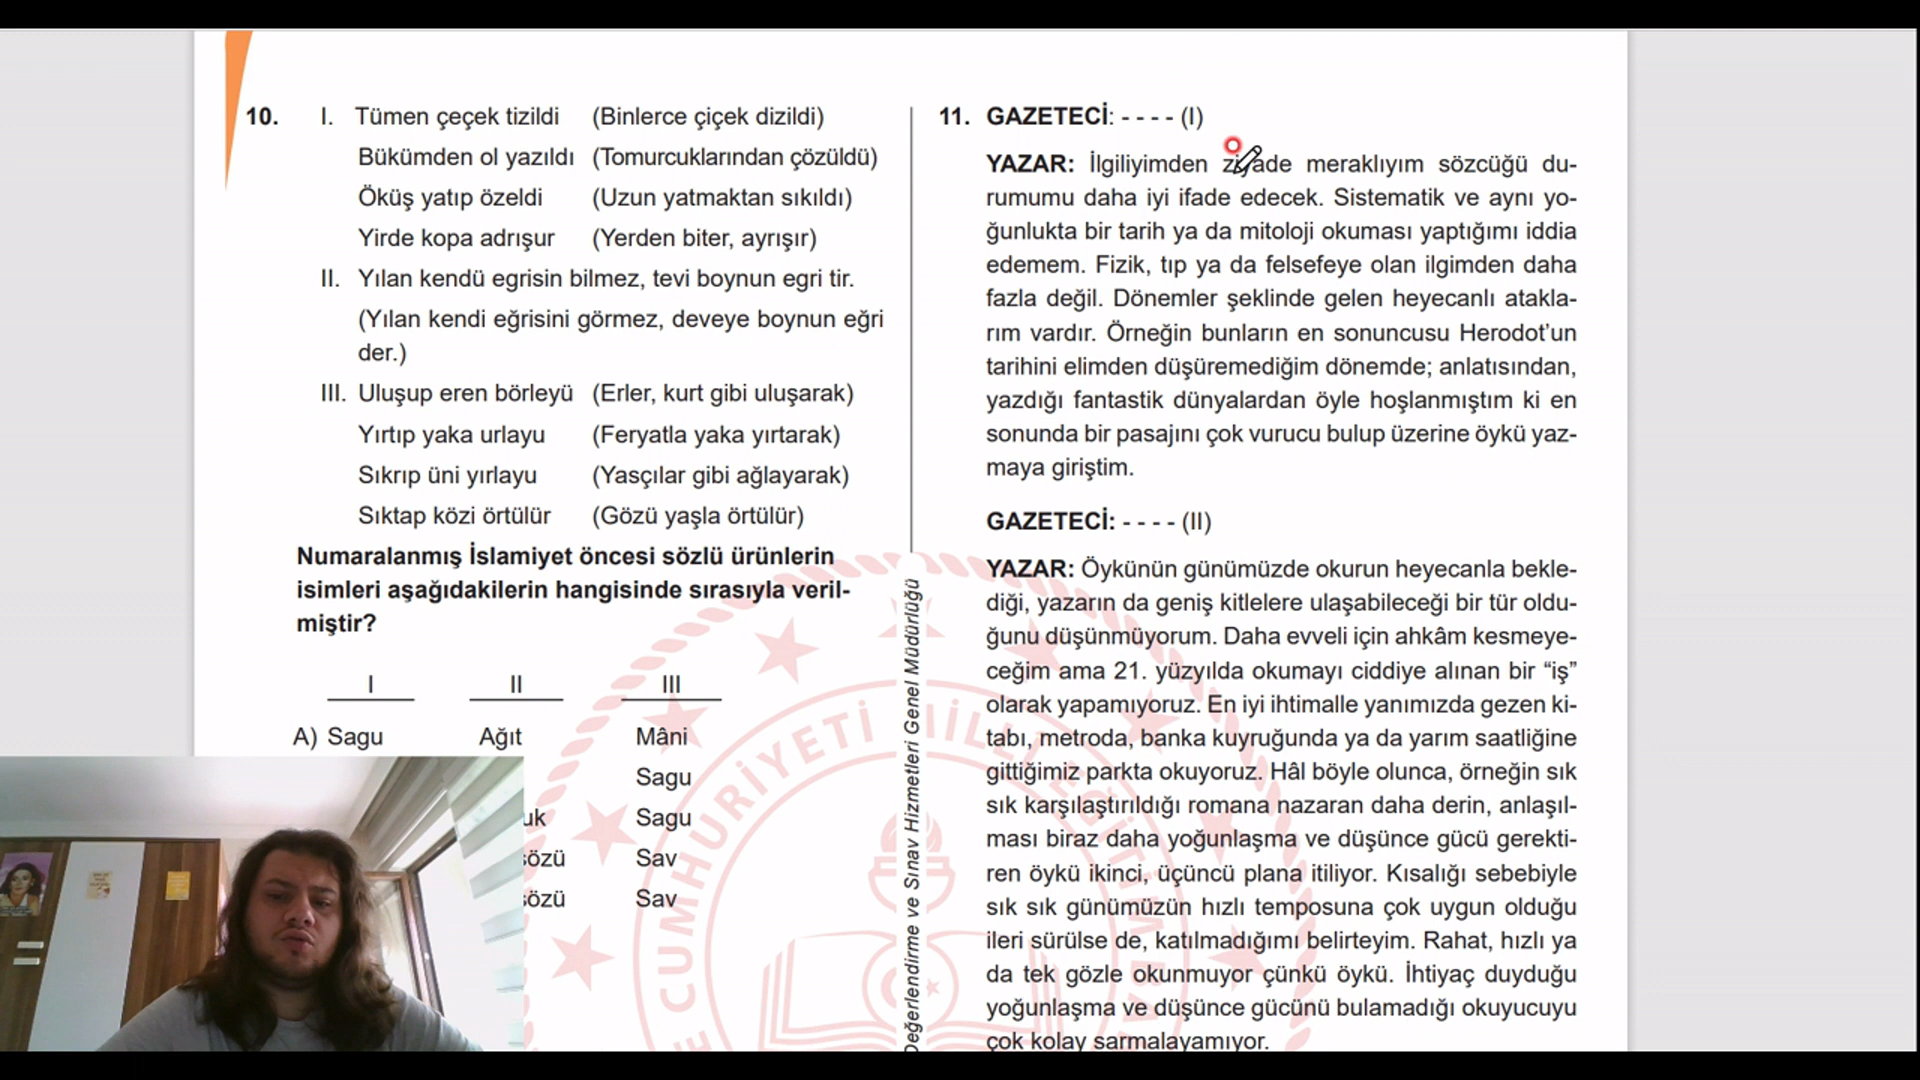 10. I. Tümen çeçek tizildi (Binlerce çiçek dizildi)
Bükümden ol yazıldı (Tomurcuklarından çözüldü)
Öküş yatıp özeldi (Uzun yatmaktan sıkıldı)
Yirde kopa adrışur (Yerden biter, ayrışır)
II. Yılan kendü egrisin bilmez, tevi boynun egri tir.
(Yılan kendi eğrisini görmez, deveye boynun eğri
der.)
III. Uluşup eren börleyü (Erler, kurt gibi uluşarak)
Yırtıp yaka urlayu (Feryatla yaka yırtarak)
Sıkrıp üni yırlayu (Yasçılar gibi ağlayarak)
Sıktap közi örtülür (Gözü yaşla örtülür)
Numaralanmış İslamiyet öncesi sözlü ürünlerin
isimleri aşağıdakilerin hangisinde sırasıyla veril-
miştir?
I II III
A) Sagu Ağıt Mâni
Sagu
uk Sagu
sözü Sav
sözü Sav
Değerlendirme ve Sınav Hizmetleri Genel Müdürlüğü
11. GAZETECİ: - - - - (I)
YAZAR: İlgiliyimden ziyade meraklıyım sözcüğü du-
rumumu daha iyi ifade edecek. Sistematik ve aynı yo-
ğunlukta bir tarih ya da mitoloji okuması yaptığımı iddia
edemem. Fizik, tıp ya da felsefeye olan ilgimden daha
fazla değil. Dönemler şeklinde gelen heyecanlı atakla-
rım vardır. Örneğin bunların en sonuncusu Herodot’un
tarihini elimden düşüremediğim dönemde; anlatısından,
yazdığı fantastik dünyalardan öyle hoşlanmıştım ki en
sonunda bir pasajını çok vurucu bulup üzerine öykü yaz-
maya giriştim.
GAZETECİ: - - - - (II)
YAZAR: Öykünün günümüzde okurun heyecanla bekle-
diği, yazarın da geniş kitlelere ulaşabileceği bir tür oldu-
ğunu düşünmüyorum. Daha evveli için ahkâm kesmeye-
ceğim ama 21. yüzyılda okumayı ciddiye alınan bir “iş”
olarak yapamıyoruz. En iyi ihtimalle yanımızda gezen ki-
tabı, metroda, banka kuyruğunda ya da yarım saatliğine
gittiğimiz parkta okuyoruz. Hâl böyle olunca, örneğin sık
sık karşılaştırıldığı romana nazaran daha derin, anlaşıl-
ması biraz daha yoğunlaşma ve düşünce gücü gerekti-
ren öykü ikinci, üçüncü plana itiliyor. Kısalığı sebebiyle
sık sık günümüzün hızlı temposuna çok uygun olduğu
ileri sürülse de, katılmadığımı belirteyim. Rahat, hızlı ya
da tek gözle okunmuyor çünkü öykü. İhtiyaç duyduğu
yoğunlaşma ve düşünce gücünü bulamadığı okuyucuyu
çok kolay sarmalayamıyor.
CUMHURİYETİ MİLLÎ EĞİTİM BA